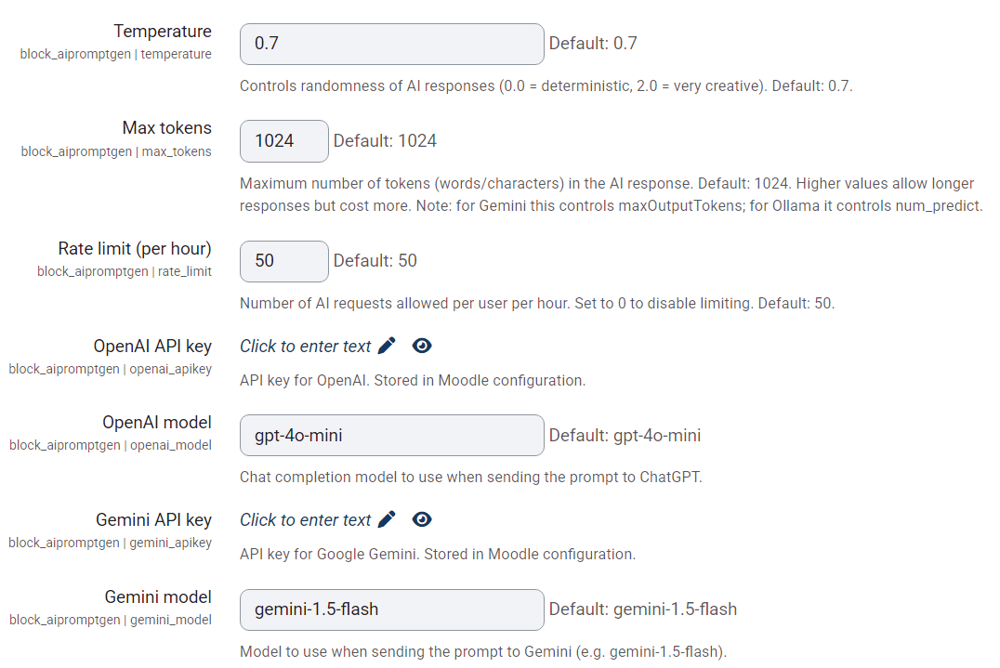 Temperature
block_aipromptgen | temperature
0.7
Default: 0.7
Controls randomness of AI responses (0.0 = deterministic, 2.0 = very creative). Default: 0.7.
Max tokens
block_aipromptgen | max_tokens
1024
Default: 1024
Maximum number of tokens (words/characters) in the AI response. Default: 1024. Higher values allow longer
responses but cost more. Note: for Gemini this controls maxOutputTokens; for Ollama it controls num_predict.
Rate limit (per hour)
block_aipromptgen | rate_limit
50
Default: 50
Number of AI requests allowed per user per hour. Set to 0 to disable limiting. Default: 50.
OpenAI API key
block_aipromptgen | openai_apikey
Click to enter text
API key for OpenAI. Stored in Moodle configuration.
OpenAI model
block_aipromptgen | openai_model
gpt-4o-mini
Default: gpt-4o-mini
Chat completion model to use when sending the prompt to ChatGPT.
Gemini API key
block_aipromptgen | gemini_apikey
Click to enter text
API key for Google Gemini. Stored in Moodle configuration.
Gemini model
block_aipromptgen | gemini_model
gemini-1.5-flash
Default: gemini-1.5-flash
Model to use when sending the prompt to Gemini (e.g. gemini-1.5-flash).